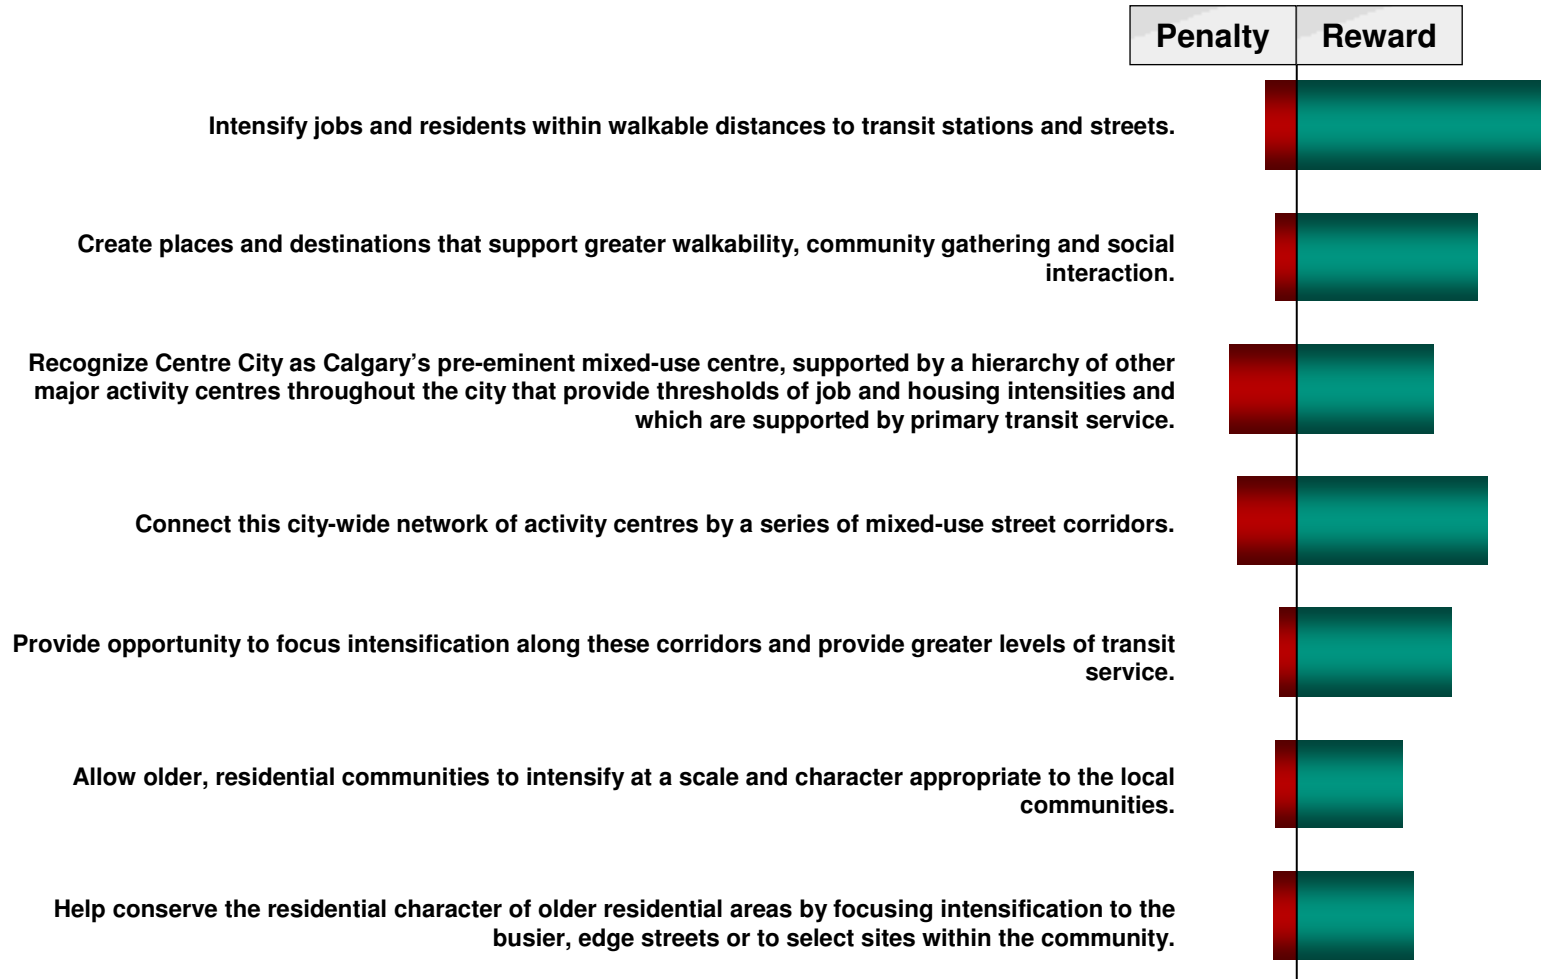 Penalty Reward
Intensify jobs and residents within walkable distances to transit stations and streets.
Create places and destinations that support greater walkability, community gathering and social
interaction.
Recognize Centre City as Calgary’s pre-eminent mixed-use centre, supported by a hierarchy of other
major activity centres throughout the city that provide thresholds of job and housing intensities and
which are supported by primary transit service.
Connect this city-wide network of activity centres by a series of mixed-use street corridors.
Provide opportunity to focus intensification along these corridors and provide greater levels of transit
service.
Allow older, residential communities to intensify at a scale and character appropriate to the local
communities.
Help conserve the residential character of older residential areas by focusing intensification to the
busier, edge streets or to select sites within the community.